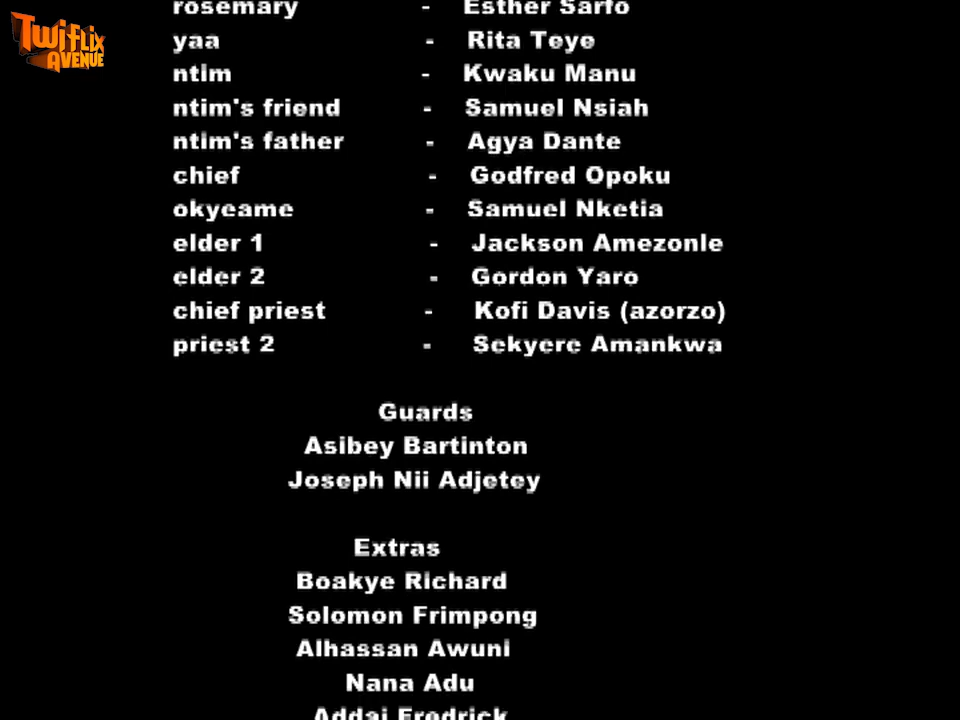 TWiFLix
AVENUE
rosemary - Esther Sarfo
yaa - Rita Teye
ntim - Kwaku Manu
ntim's friend - Samuel Nsiah
ntim's father - Agya Dante
chief - Godfred Opoku
okyeame - Samuel Nketia
elder 1 - Jackson Amezonle
elder 2 - Gordon Yaro
chief priest - Kofi Davis (azorzo)
priest 2 - Sekyere Amankwa
Guards
Asibey Bartinton
Joseph Nii Adjetey
Extras
Boakye Richard
Solomon Frimpong
Alhassan Awuni
Nana Adu
Addai Fredrick